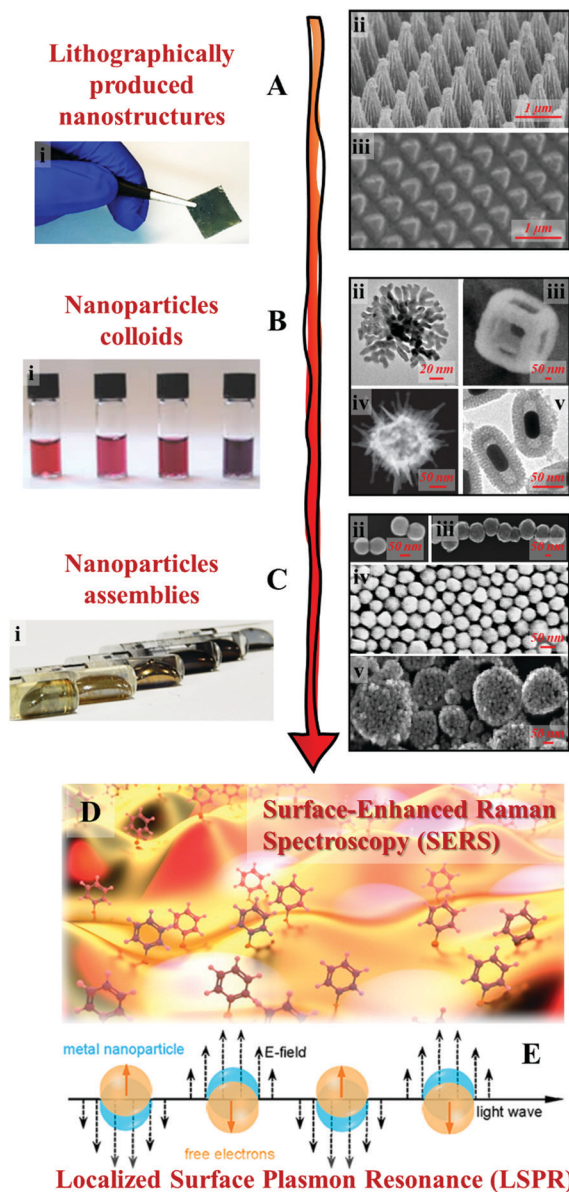 Lithographically
produced
nanostructures
A
i
ii
1 µm
iii
1 µm
Nanoparticles
colloids
B
i
ii
20 nm
iii
50 nm
iv
50 nm
v
50 nm
Nanoparticles
assemblies
C
i
ii
50 nm
iii
50 nm
iv
50 nm
v
50 nm
D
Surface-Enhanced Raman
Spectroscopy (SERS)
metal nanoparticle
E-field
E
light wave
free electrons
Localized Surface Plasmon Resonance (LSPR)